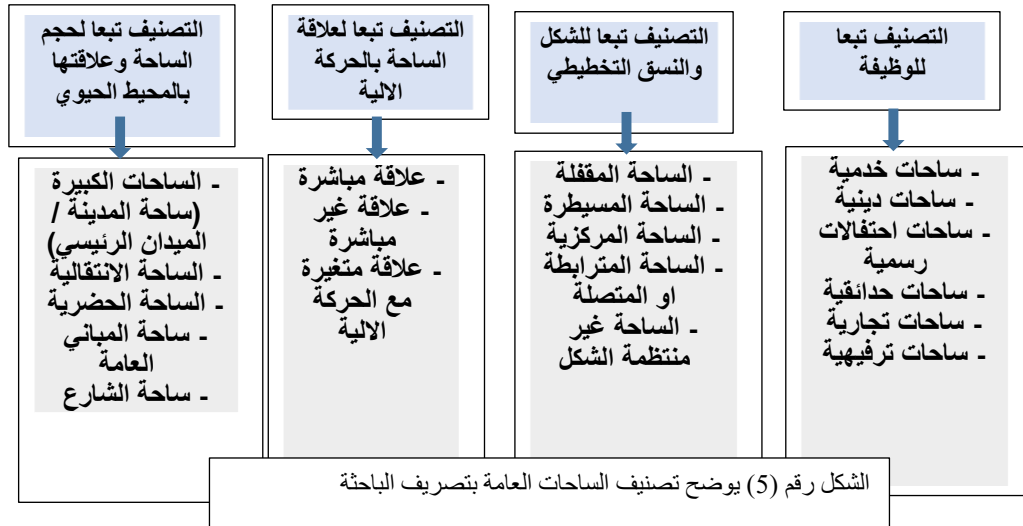 التصنيف تبعا
للوظيفة
- ساحات خدمية
- ساحات دينية
- ساحات احتفالات
رسمية
- ساحات حدائقية
- ساحات تجارية
- ساحات ترفيهية
التصنيف تبعا للشكل
والنسق التخطيطي
- الساحة المقفلة
- الساحة المسيطرة
- الساحة المركزية
- الساحة المترابطة
او المتصلة
- الساحة غير
منتظمة الشكل
التصنيف تبعا لعلاقة
الساحة بالحركة
الالية
- علاقة مباشرة
- علاقة غير
مباشرة
- علاقة متغيرة
مع الحركة
الالية
التصنيف تبعا لحجم
الساحة وعلاقتها
بالمحيط الحيوي
- الساحات الكبيرة
(ساحة المدينة /
الميدان الرئيسي)
- الساحة الانتقالية
- الساحة الحضرية
- ساحة المباني
العامة
- ساحة الشارع
الشكل رقم (5) يوضح تصنيف الساحات العامة بتصريف الباحثة